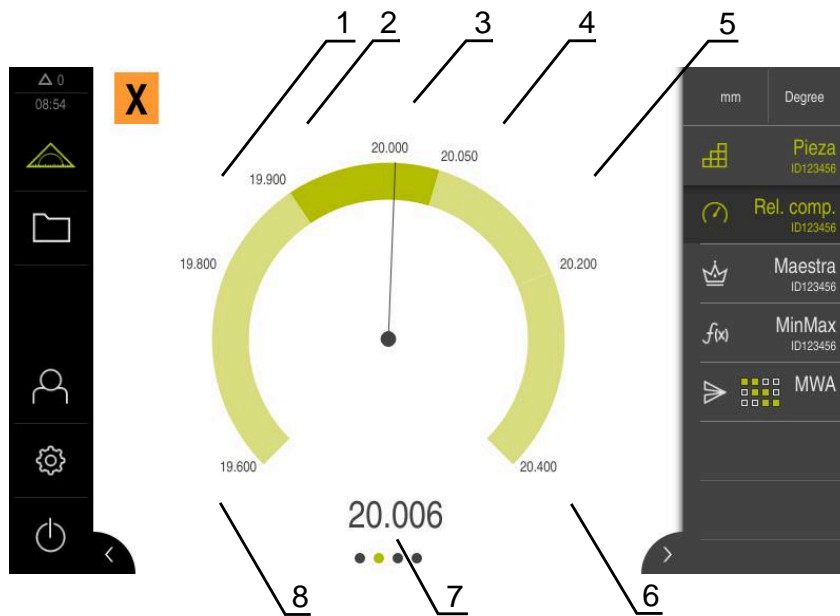 1 2 3 4 5
△ 0
08:54
X
mm Degree
Pieza
ID123456
Rel. comp.
ID123456
Maestra
ID123456
f(x) MinMax
ID123456
MWA
20.000
20.050
19.900
19.800
20.200
19.600
20.400
20.006
8 7 6